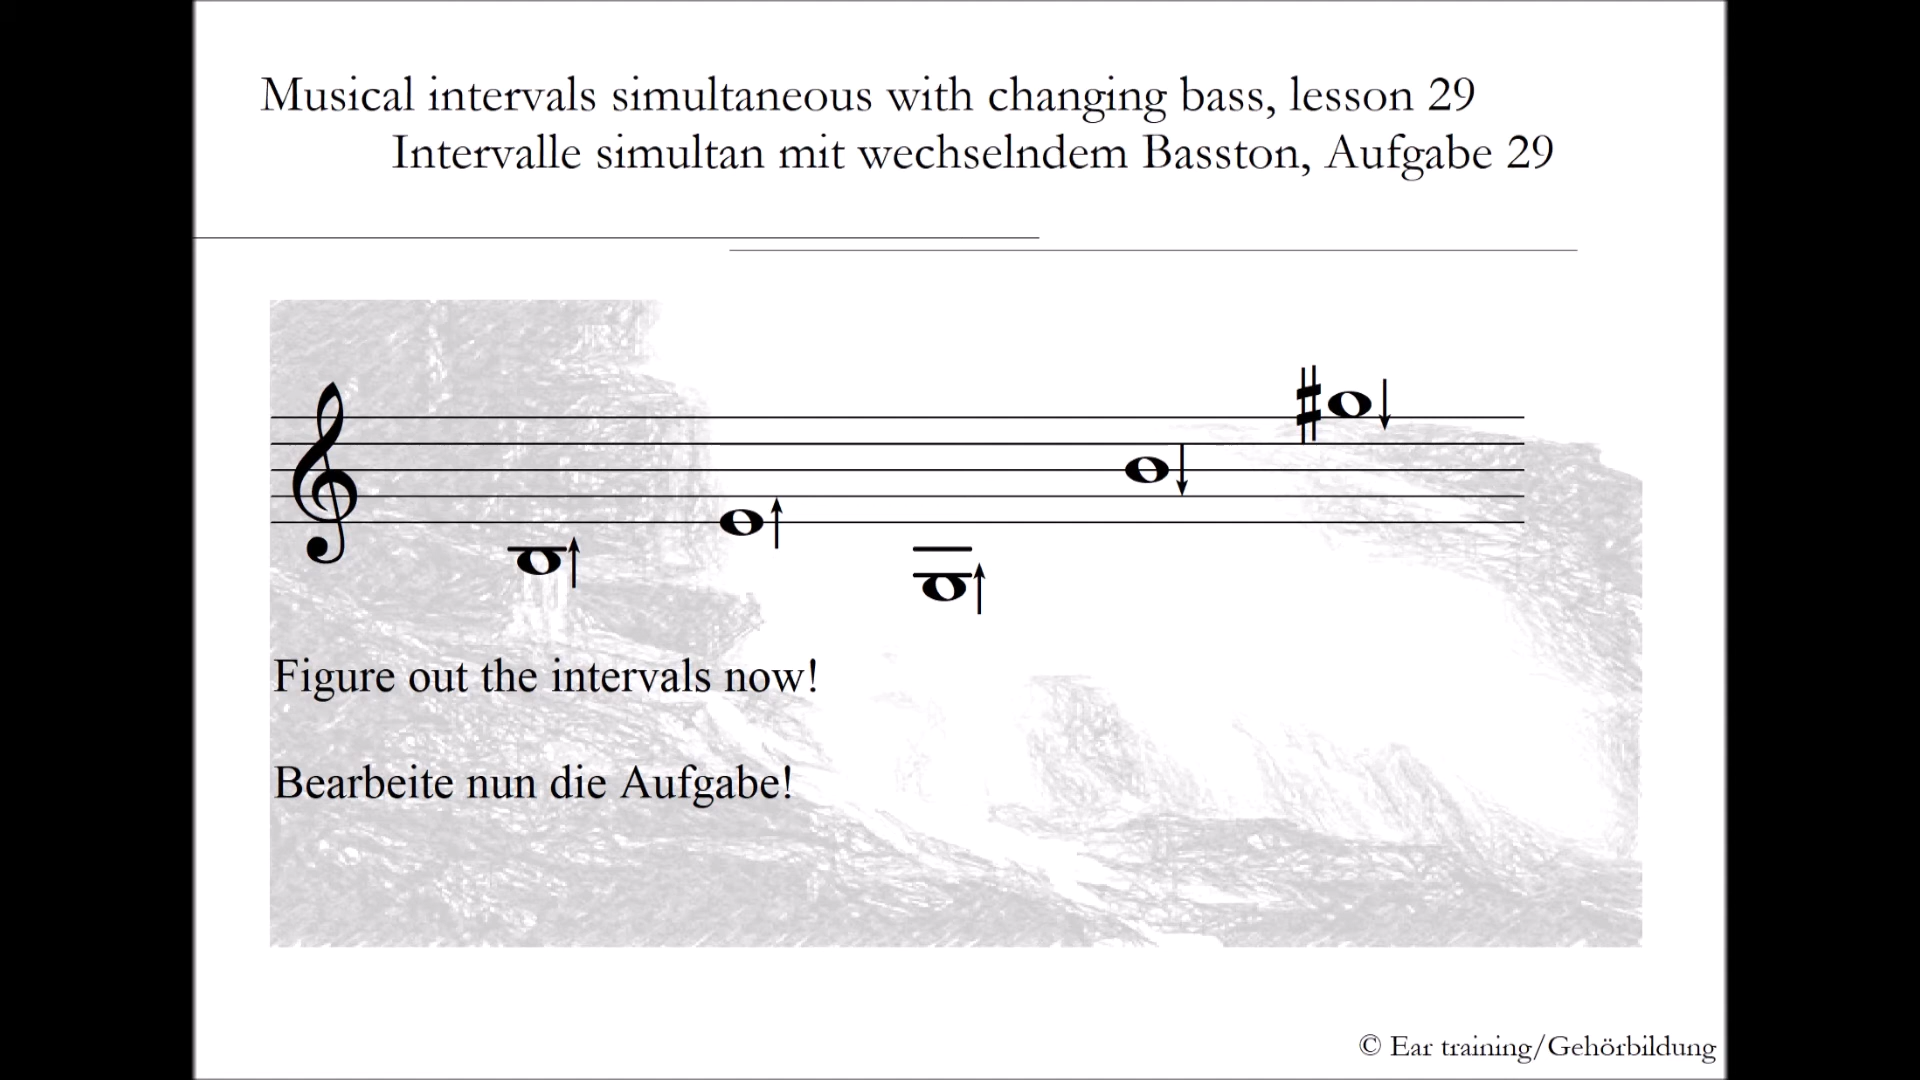 Musical intervals simultaneous with changing bass, lesson 29
Intervalle simultan mit wechselndem Basston, Aufgabe 29
Figure out the intervals now!
Bearbeite nun die Aufgabe!
© Ear training/Gehörbildung